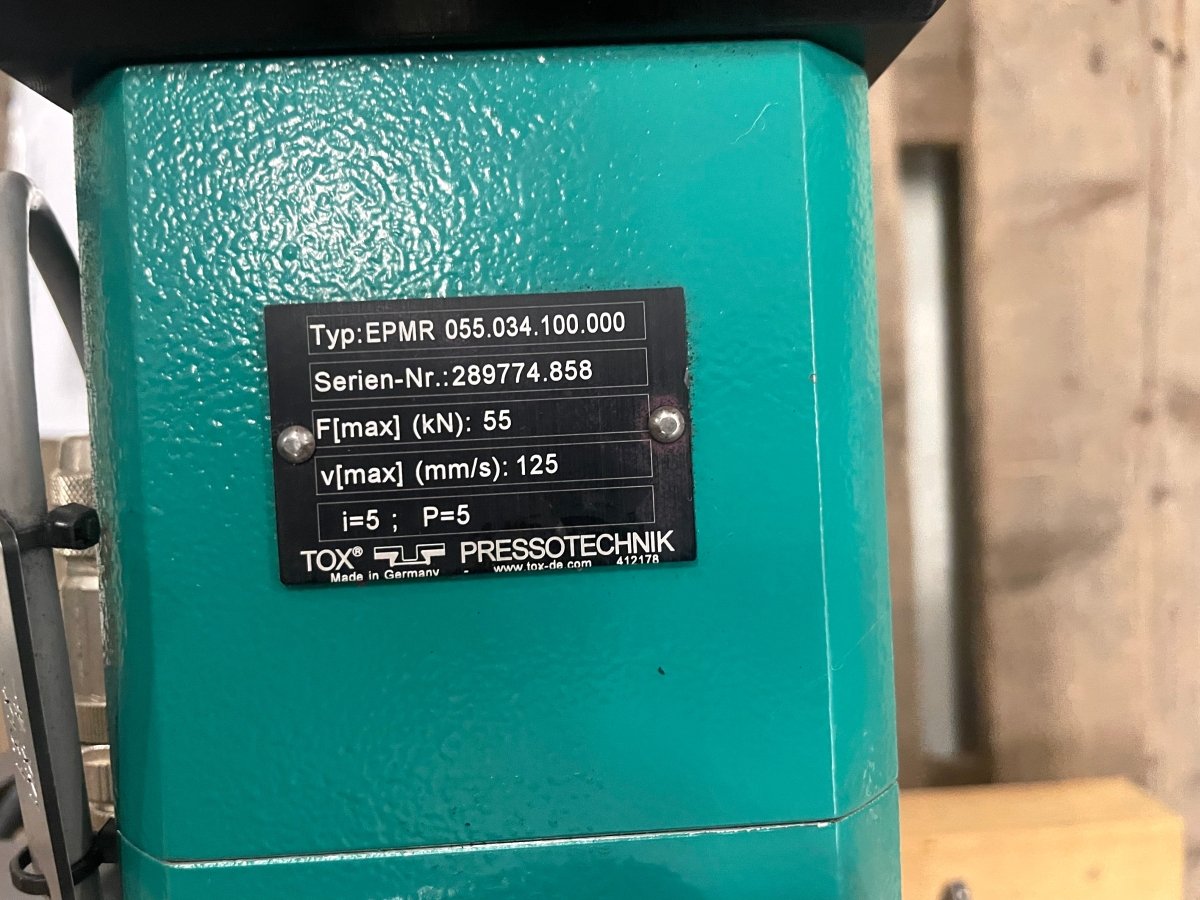 Typ:EPMR 055.034.100.000
Serien-Nr.:289774.858
F[max] (kN): 55
v[max] (mm/s): 125
i=5 ; P=5
TOX® PRESSOTECHNIK
Made in Germany - www.tox-de.com 412178